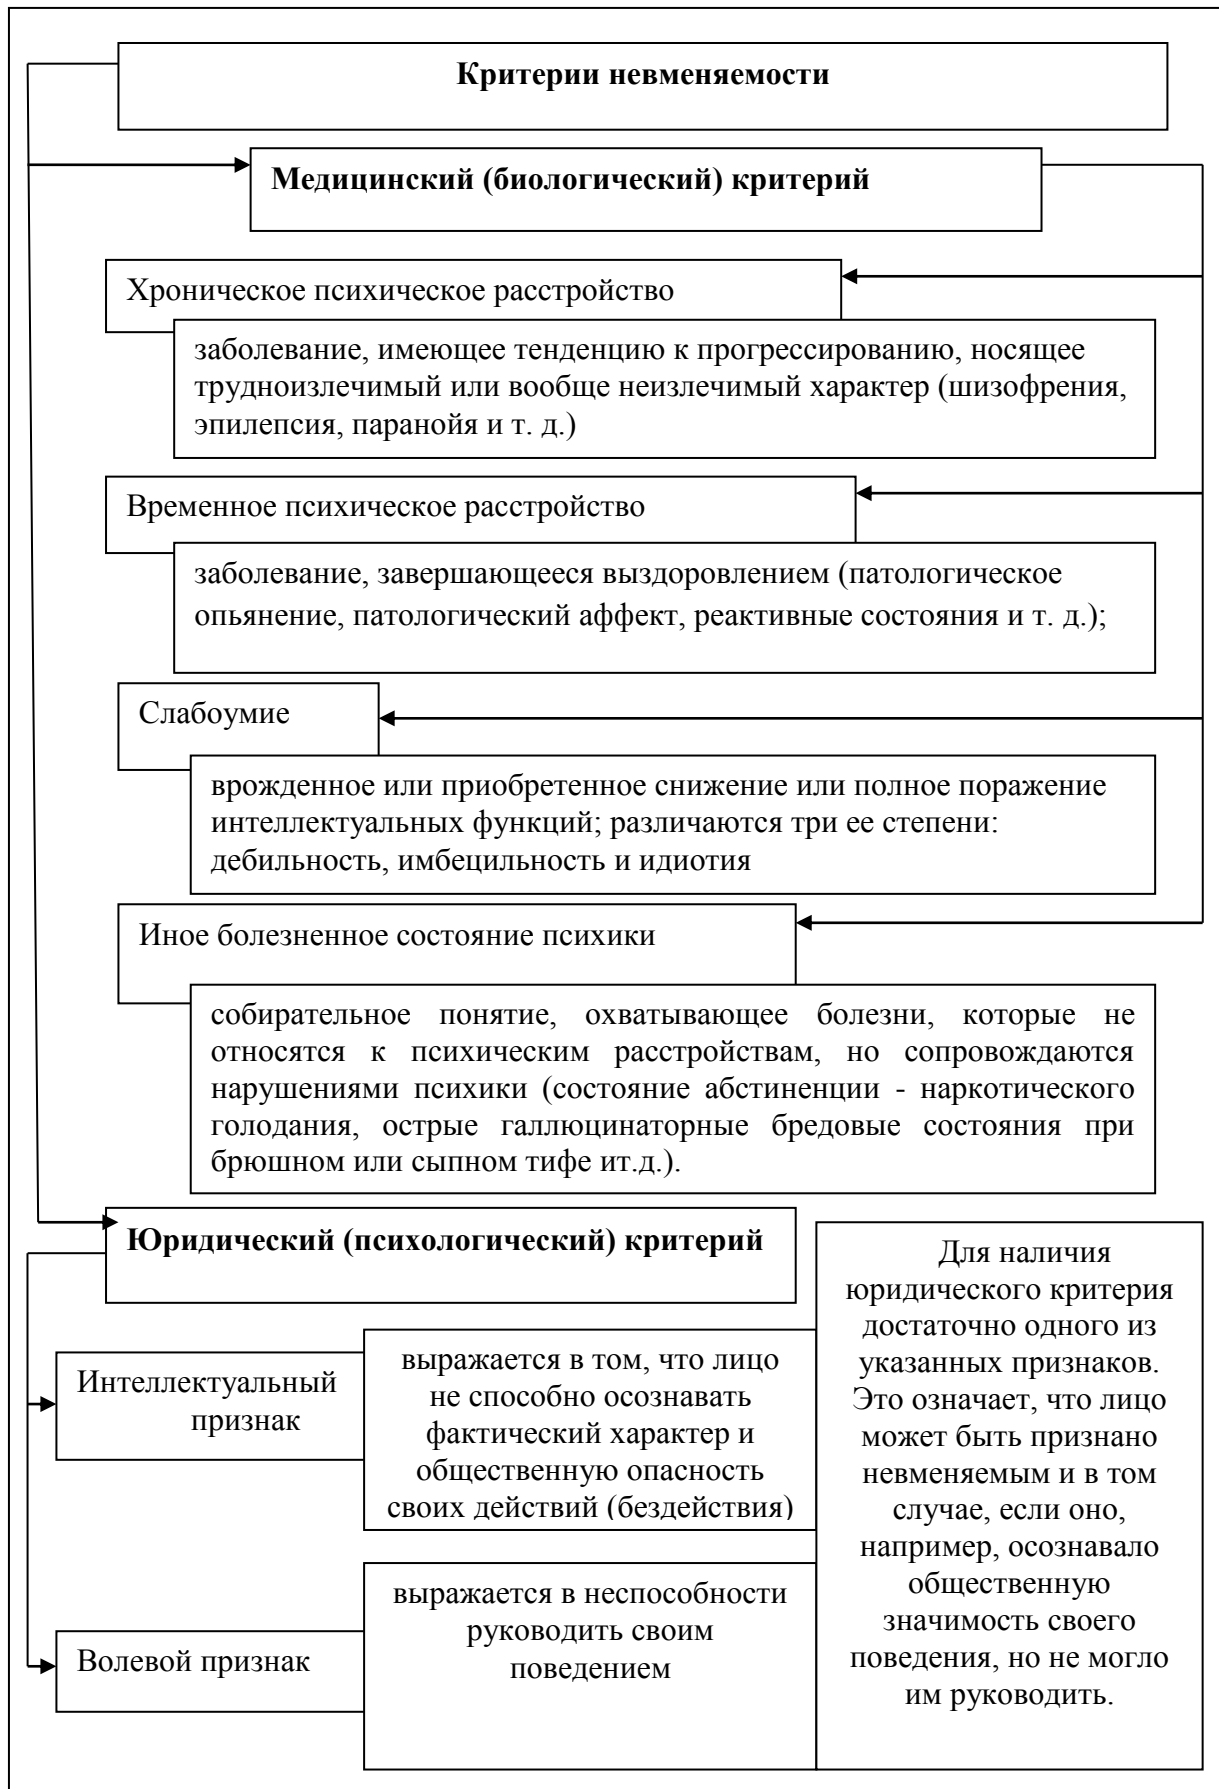 Критерии невменяемости
Медицинский (биологический) критерий
Хроническое психическое расстройство
заболевание, имеющее тенденцию к прогрессированию, носящее
трудноизлечимый или вообще неизлечимый характер (шизофрения,
эпилепсия, паранойя и т. д.)
Временное психическое расстройство
заболевание, завершающееся выздоровлением (патологическое
опьянение, патологический аффект, реактивные состояния и т. д.);
Слабоумие
врожденное или приобретенное снижение или полное поражение
интеллектуальных функций; различаются три ее степени:
дебильность, имбецильность и идиотия
Иное болезненное состояние психики
собирательное понятие, охватывающее болезни, которые не
относятся к психическим расстройствам, но сопровождаются
нарушениями психики (состояние абстиненции - наркотического
голодания, острые галлюцинаторные бредовые состояния при
брюшном или сыпном тифе ит.д.).
Юридический (психологический) критерий
Интеллектуальный
признак
выражается в том, что лицо
не способно осознавать
фактический характер и
общественную опасность
своих действий (бездействия)
Волевой признак
выражается в неспособности
руководить своим
поведением
Для наличия
юридического критерия
достаточно одного из
указанных признаков.
Это означает, что лицо
может быть признано
невменяемым и в том
случае, если оно,
например, осознавало
общественную
значимость своего
поведения, но не могло
им руководить.